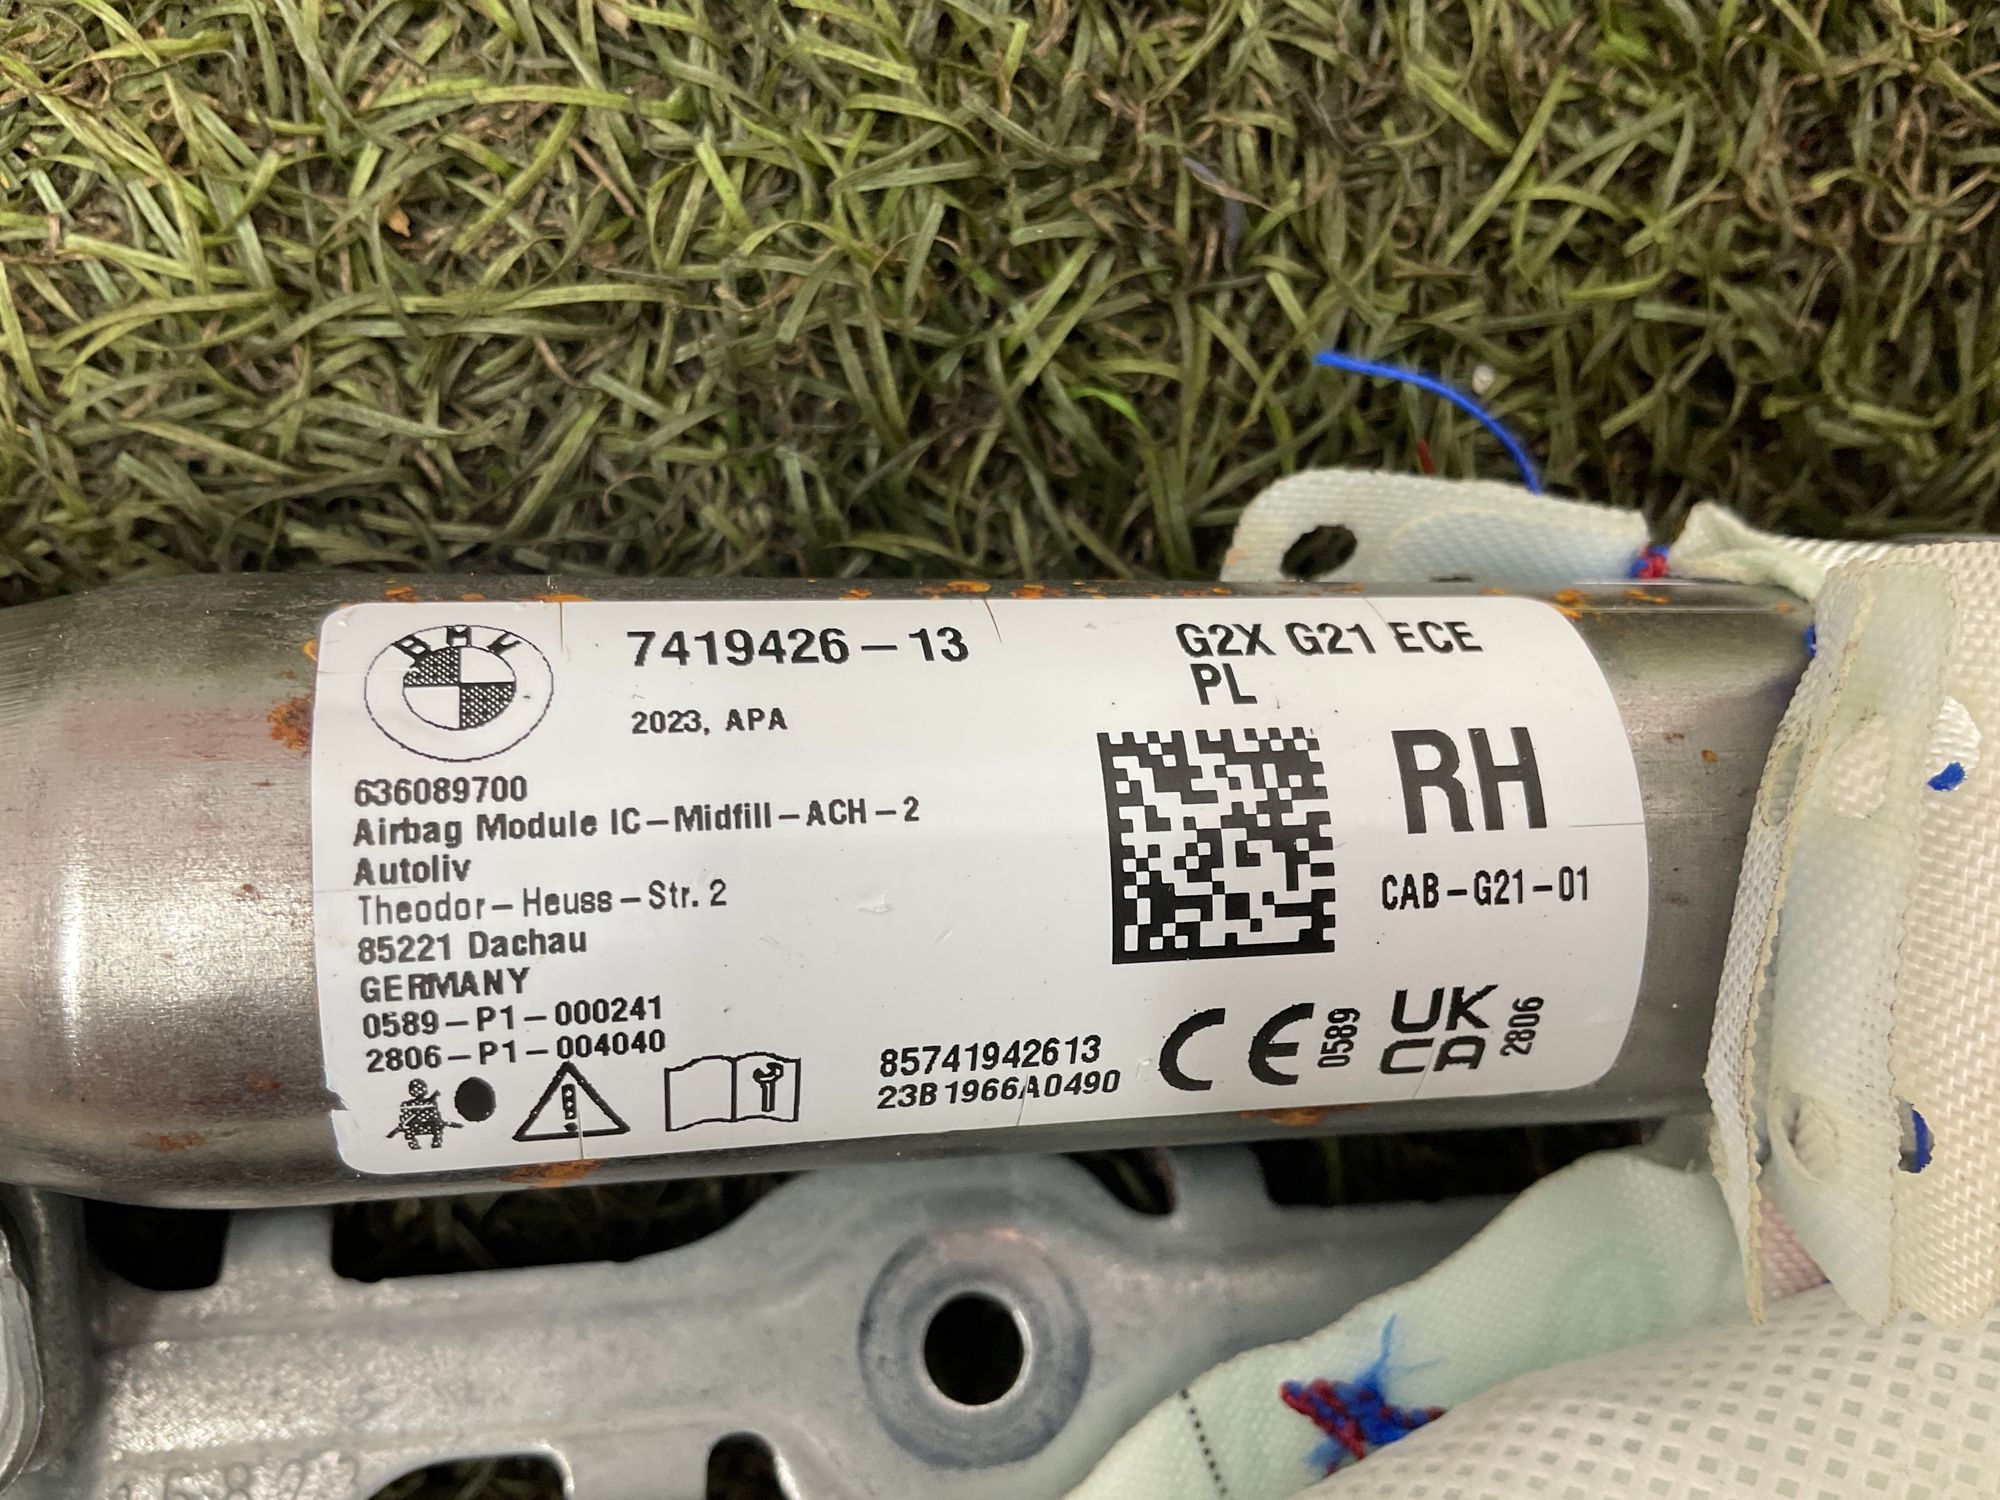 BMW
7419426-13
2023, APA
G2X G21 ECE
PL
RH
CAB-G21-01
636089700
Airbag Module IC-Midfill-ACH-2
Autoliv
Theodor-Heuss-Str. 2
85221 Dachau
GERMANY
0589-P1-000241
2806-P1-004040
85741942613
23B1966A0490
CE 0589
UK
CA 2806